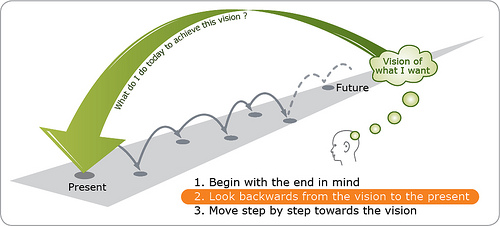 What do I do today to achieve this vision ?
Vision of
what I want
Future
Present
1. Begin with the end in mind
2. Look backwards from the vision to the present
3. Move step by step towards the vision